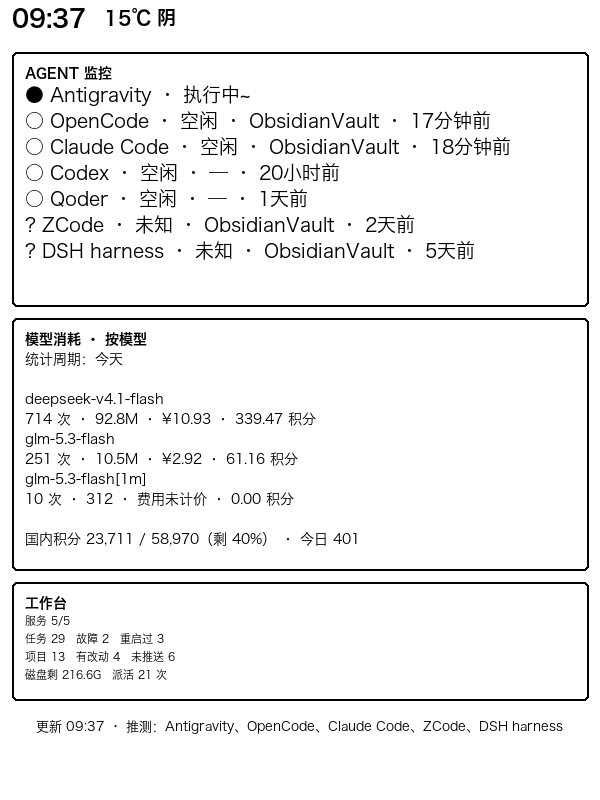 09:37 15℃ 阴
AGENT 监控
● Antigravity · 执行中~
○ OpenCode · 空闲 · ObsidianVault · 17分钟前
○ Claude Code · 空闲 · ObsidianVault · 18分钟前
○ Codex · 空闲 · — · 20小时前
○ Qoder · 空闲 · — · 1天前
? ZCode · 未知 · ObsidianVault · 2天前
? DSH harness · 未知 · ObsidianVault · 5天前
模型消耗 · 按模型
统计周期：今天
deepseek-v4.1-flash
714 次 · 92.8M · ¥10.93 · 339.47 积分
glm-5.3-flash
251 次 · 10.5M · ¥2.92 · 61.16 积分
glm-5.3-flash[1m]
10 次 · 312 · 费用未计价 · 0.00 积分
国内积分 23,711 / 58,970（剩 40%） · 今日 401
工作台
服务 5/5
任务 29 故障 2 重启过 3
项目 13 有改动 4 未推送 6
磁盘剩 216.6G 派活 21 次
更新 09:37 · 推测：Antigravity、OpenCode、Claude Code、ZCode、DSH harness